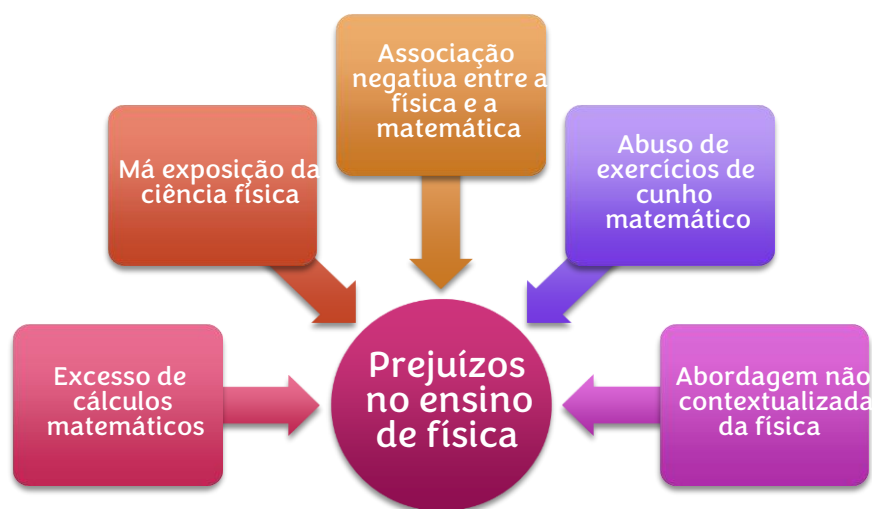 Associação
negativa entre a
física e a
matemática
Má exposição da
ciência física
Abuso de
exercícios de
cunho
matemático
Excesso de
cálculos
matemáticos
Prejuízos
no ensino
de física
Abordagem não
contextualizada
da física